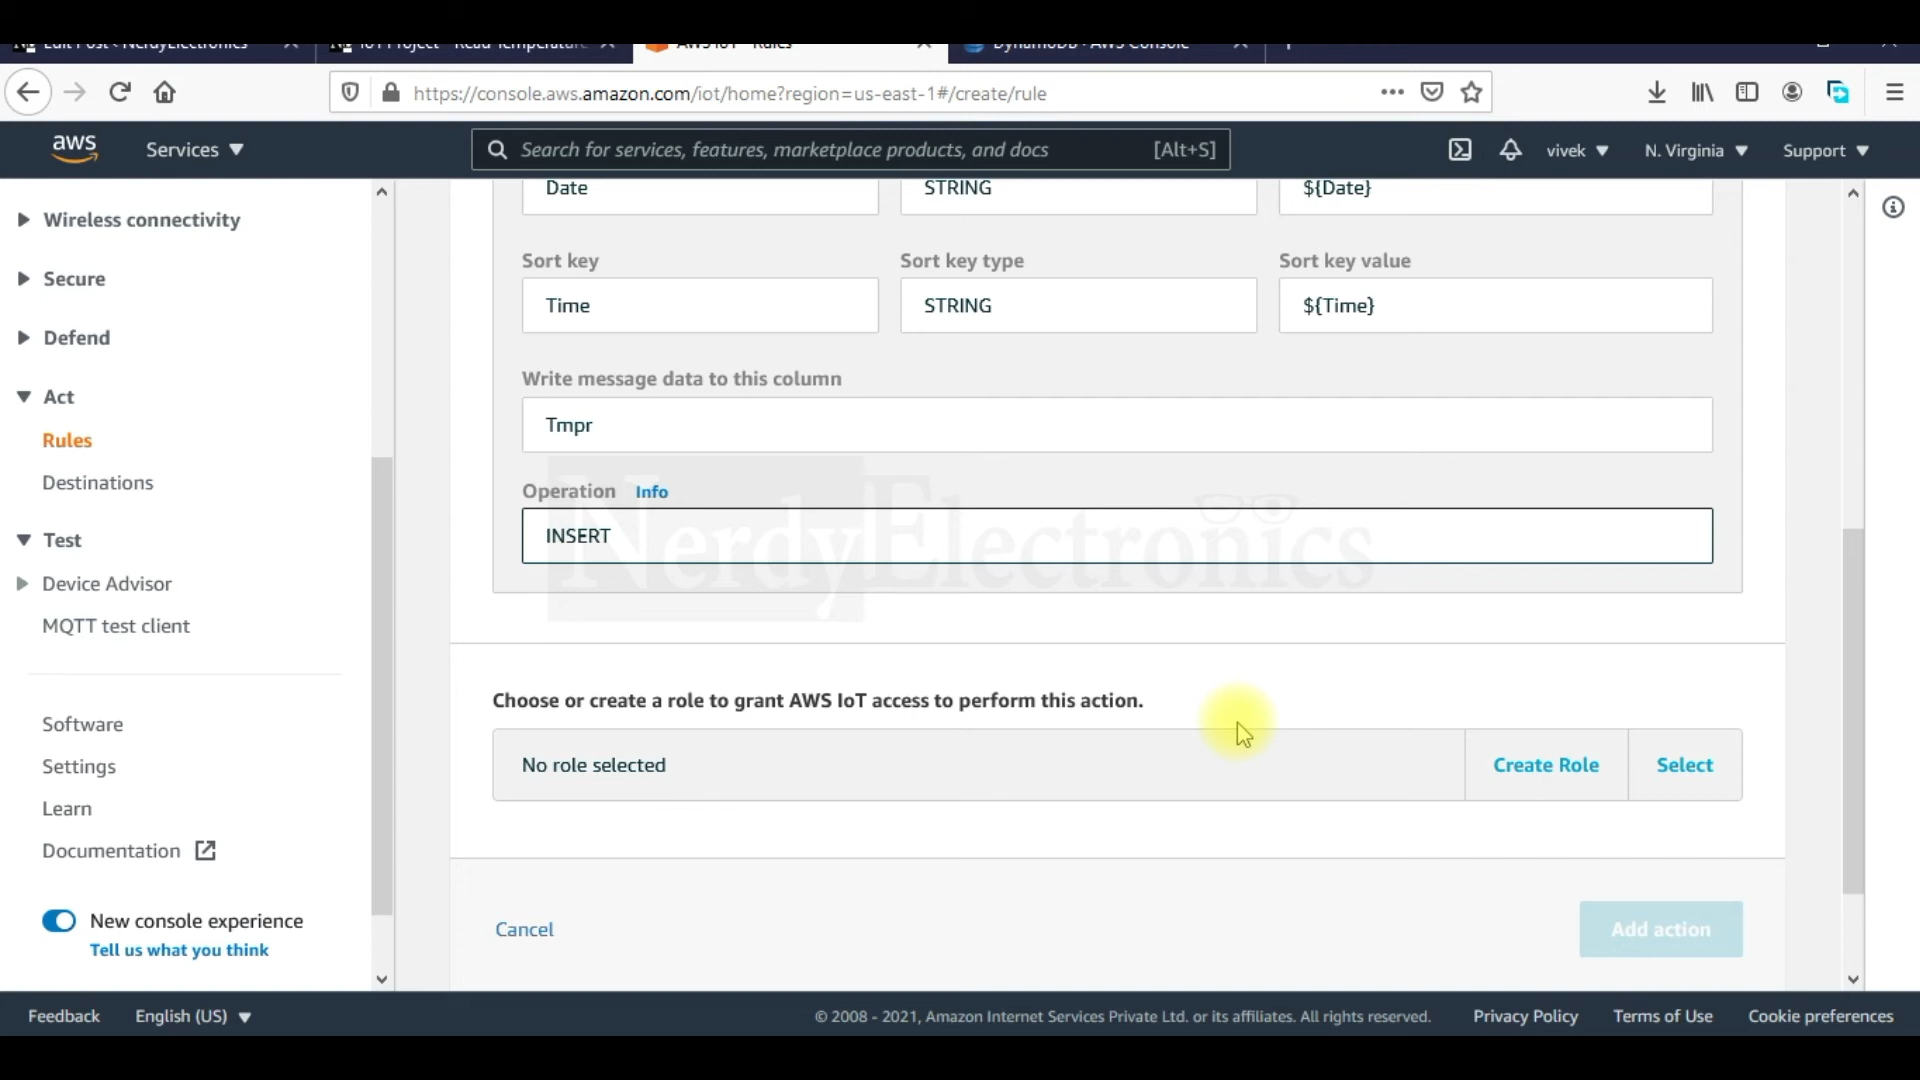 Edit Post ‹ NerdyElectronics
IoT Project - Read Temperature
AWS IoT - Rules
DynamoDB · AWS Console
https://console.aws.amazon.com/iot/home?region=us-east-1#/create/rule
aws
Services
Search for services, features, marketplace products, and docs
[Alt+S]
vivek
N. Virginia
Support
Wireless connectivity
Secure
Defend
Act
Rules
Destinations
Test
Device Advisor
MQTT test client
Software
Settings
Learn
Documentation
New console experience
Tell us what you think
Date
STRING
${Date}
Sort key
Sort key type
Sort key value
Time
STRING
${Time}
Write message data to this column
Tmpr
Operation Info
INSERT
NerdyElectronics
Choose or create a role to grant AWS IoT access to perform this action.
No role selected
Create Role
Select
Cancel
Add action
Feedback
English (US)
© 2008 - 2021, Amazon Internet Services Private Ltd. or its affiliates. All rights reserved.
Privacy Policy
Terms of Use
Cookie preferences